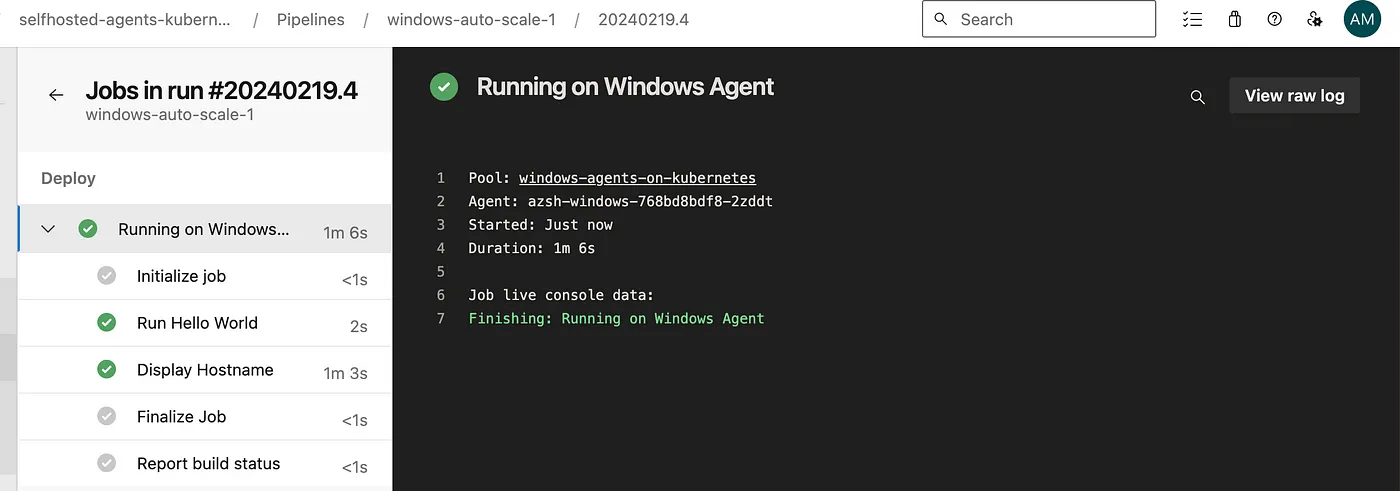 selfhosted-agents-kubern... / Pipelines / windows-auto-scale-1 / 20240219.4
Search
AM
Jobs in run #20240219.4
windows-auto-scale-1
Deploy
Running on Windows... 1m 6s
Initialize job <1s
Run Hello World 2s
Display Hostname 1m 3s
Finalize Job <1s
Report build status <1s
Running on Windows Agent
View raw log
1 Pool: windows-agents-on-kubernetes
2 Agent: azsh-windows-768bd8bdf8-2zddt
3 Started: Just now
4 Duration: 1m 6s
5
6 Job live console data:
7 Finishing: Running on Windows Agent